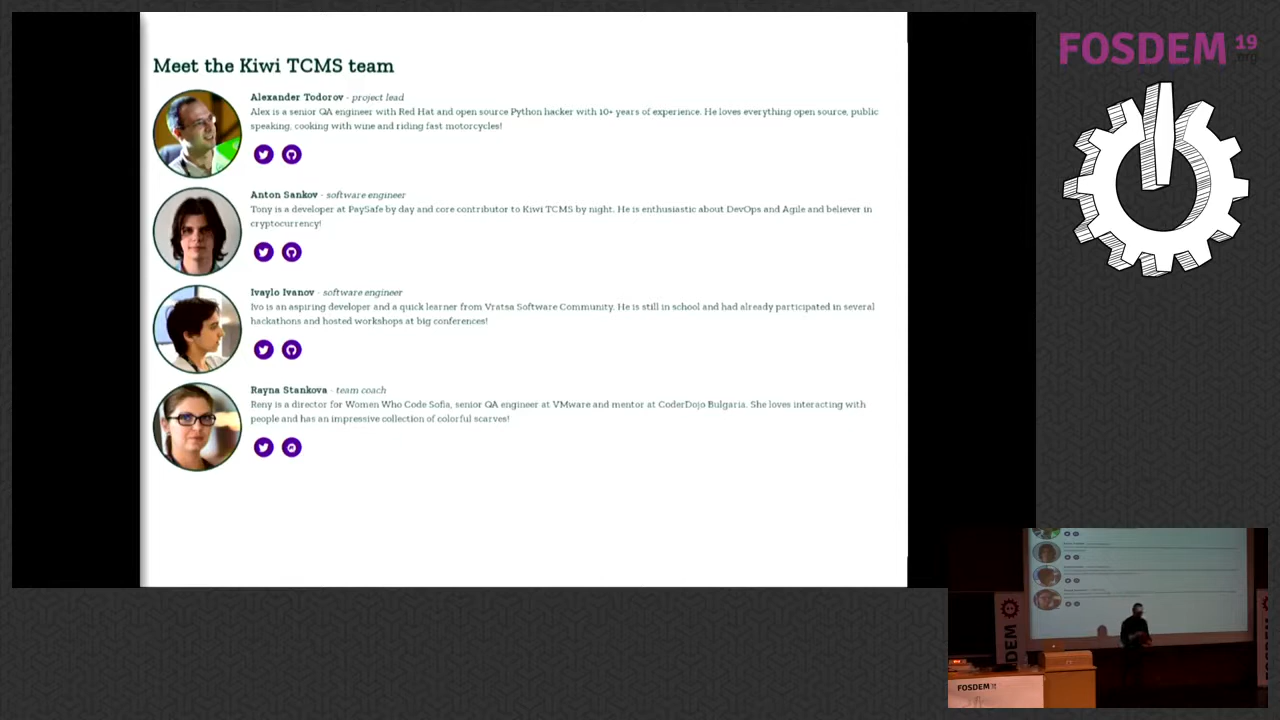 Meet the Kiwi TCMS team
Alexander Todorov - project lead
Alex is a senior QA engineer with Red Hat and open source Python hacker with 10+ years of experience. He loves everything open source, public
speaking, cooking with wine and riding fast motorcycles!
Anton Sankov - software engineer
Tony is a developer at PaySafe by day and core contributor to Kiwi TCMS by night. He is enthusiastic about DevOps and Agile and believer in
cryptocurrency!
Ivaylo Ivanov - software engineer
Ivo is an aspiring developer and a quick learner from Vratsa Software Community. He is still in school and had already participated in several
hackathons and hosted workshops at big conferences!
Rayna Stankova - team coach
Reny is a director for Women Who Code Sofia, senior QA engineer at VMware and mentor at CoderDojo Bulgaria. She loves interacting with
people and has an impressive collection of colorful scarves!
FOSDEM 19
.org
DEM
FOSDEM
FOSDEM